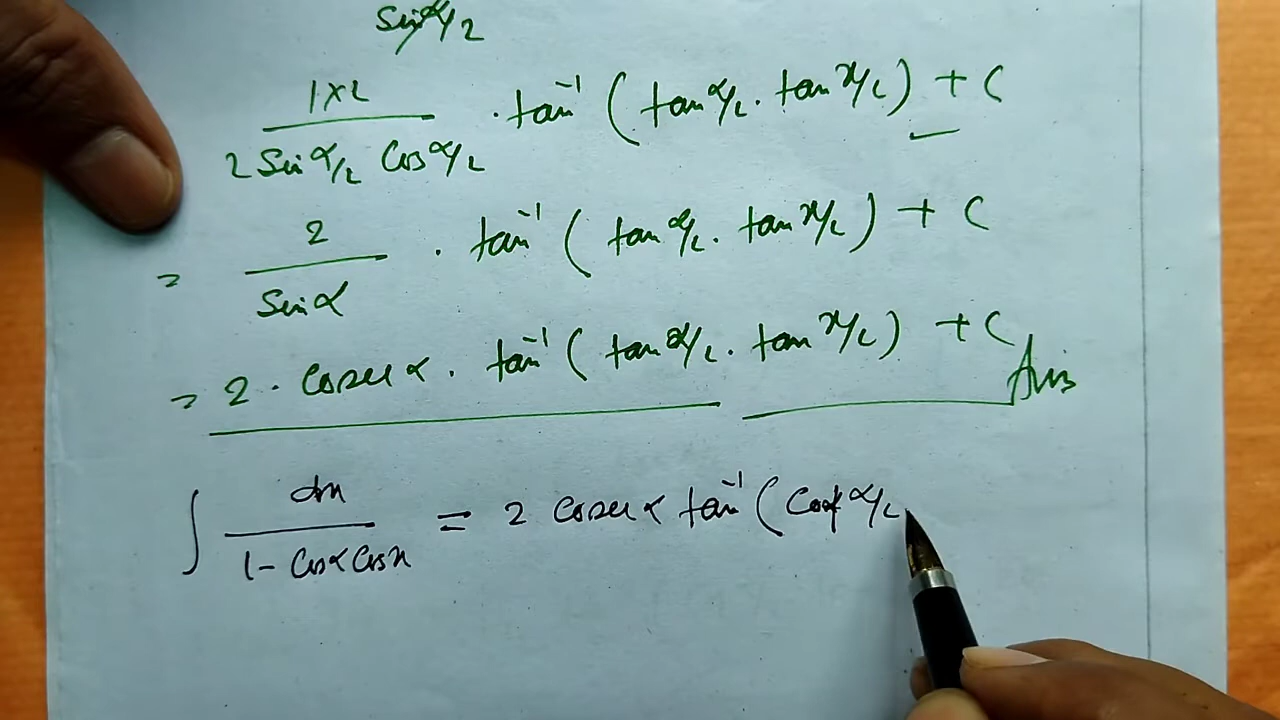 sin α/2
1×2 / 2 sin α/2 cos α/2 · tan⁻¹ (tan α/2 · tan x/2) + C
= 2 / sin α · tan⁻¹ (tan α/2 · tan x/2) + C
= 2 · cosec α · tan⁻¹ (tan α/2 · tan x/2) + C Ans
∫ dx / 1 - cos α cos x = 2 cosec α tan⁻¹ (cot α/2